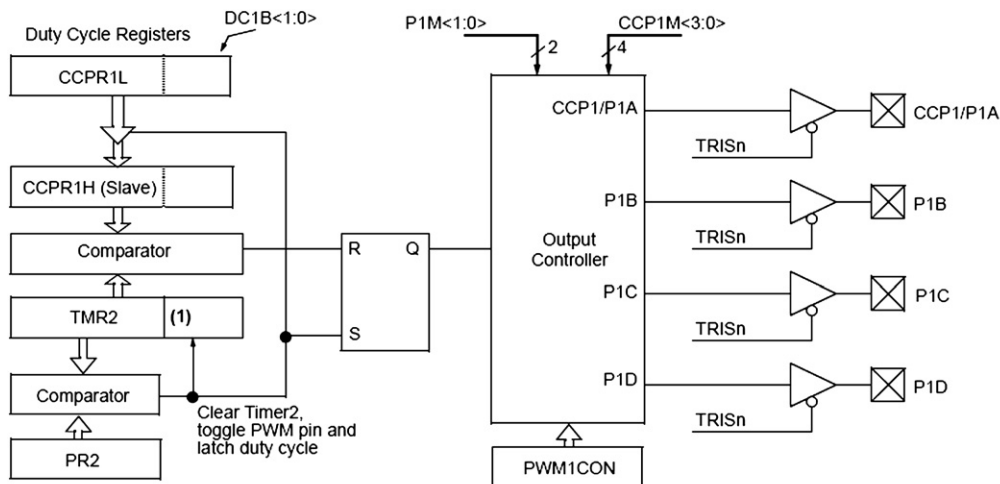 DC1B<1:0>
Duty Cycle Registers
CCPR1L
CCPR1H (Slave)
Comparator
TMR2
(1)
Comparator
PR2
Clear Timer2,
toggle PWM pin and
latch duty cycle
R
Q
S
P1M<1:0>
2
CCP1M<3:0>
4
Output
Controller
CCP1/P1A
P1B
P1C
P1D
PWM1CON
TRISn
CCP1/P1A
TRISn
P1B
TRISn
P1C
TRISn
P1D